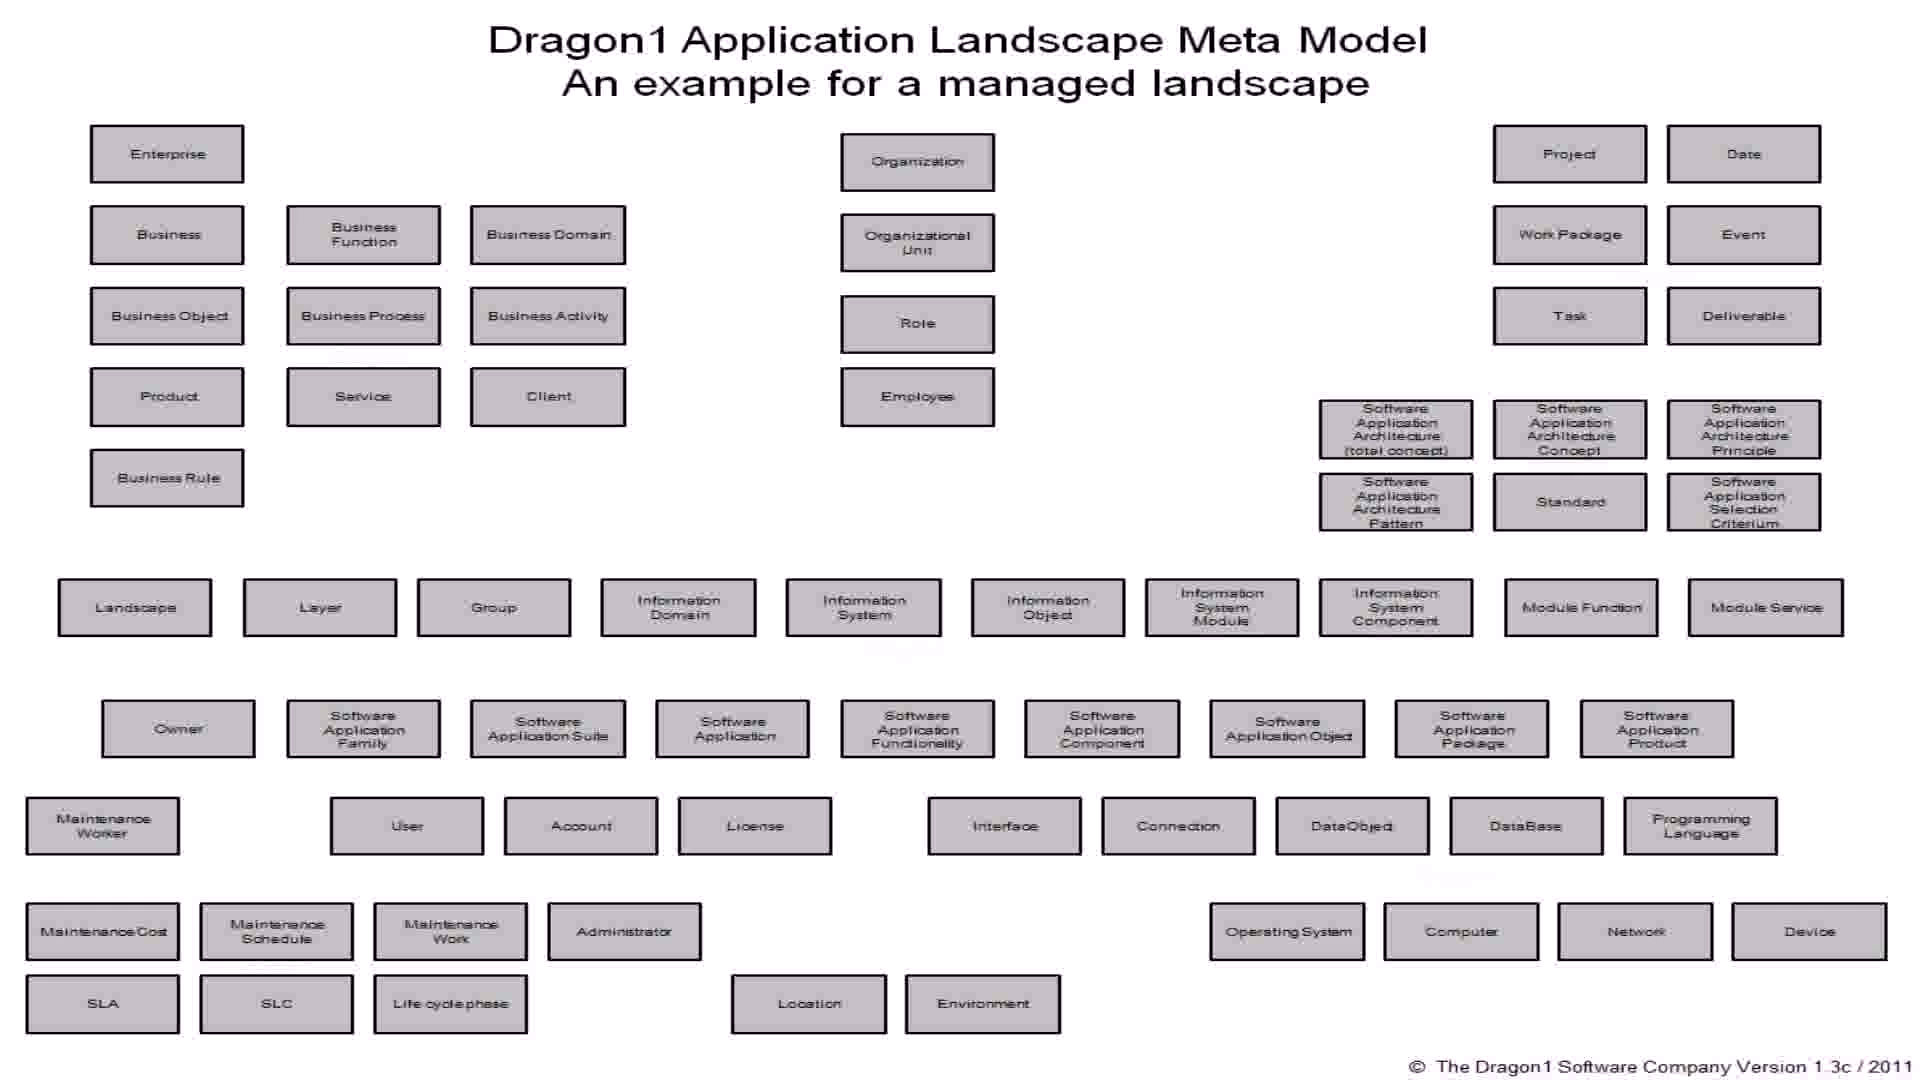 Dragon1 Application Landscape Meta Model
An example for a managed landscape
Enterprise
Organization
Project
Date
Business
Business
Function
Business Domain
Organizational
Unit
Work Package
Event
Business Object
Business Process
Business Activity
Role
Task
Deliverable
Product
Service
Client
Employee
Software
Application
Architecture
(total concept)
Software
Application
Architecture
Concept
Software
Application
Architecture
Principle
Business Rule
Software
Application
Architecture
Pattern
Standard
Software
Application
Selection
Criterium
Landscape
Layer
Group
Information
Domain
Information
System
Information
Object
Information
System
Module
Information
System
Component
Module Function
Module Service
Owner
Software
Application
Family
Software
Application Suite
Software
Application
Software
Application
Functionality
Software
Application
Component
Software
Application Object
Software
Application
Package
Software
Application
Product
Maintenance
Worker
User
Account
License
Interface
Connection
DataObject
DataBase
Programming
Language
Maintenance Cost
Maintenance
Schedule
Maintenance
Work
Administrator
Operating System
Computer
Network
Device
SLA
SLC
Life cycle phase
Location
Environment
© The Dragon1 Software Company Version 1.3c / 2011